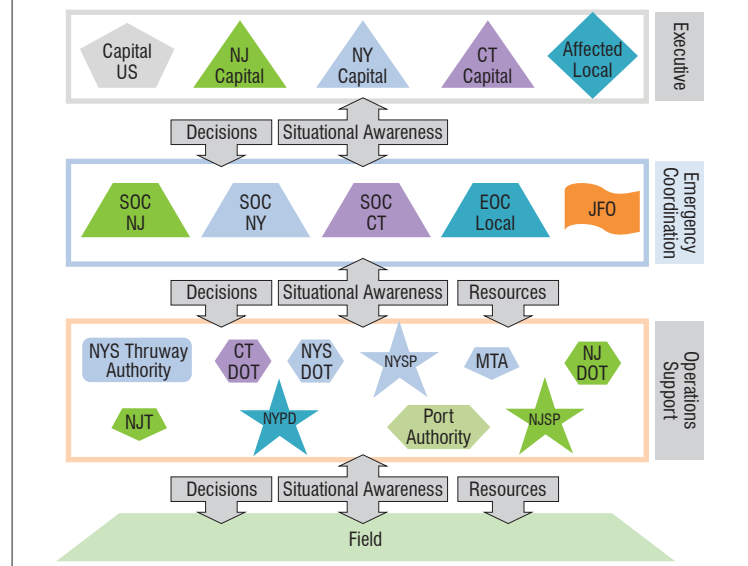 Capital
US
NJ
Capital
NY
Capital
CT
Capital
Affected
Local
Executive
Decisions
Situational Awareness
SOC
NJ
SOC
NY
SOC
CT
EOC
Local
JFO
Emergency
Coordination
Decisions
Situational Awareness
Resources
NYS Thruway
Authority
CT
DOT
NYS
DOT
NYSP
MTA
NJ
DOT
NJT
NYPD
Port
Authority
NJSP
Operations
Support
Decisions
Situational Awareness
Resources
Field